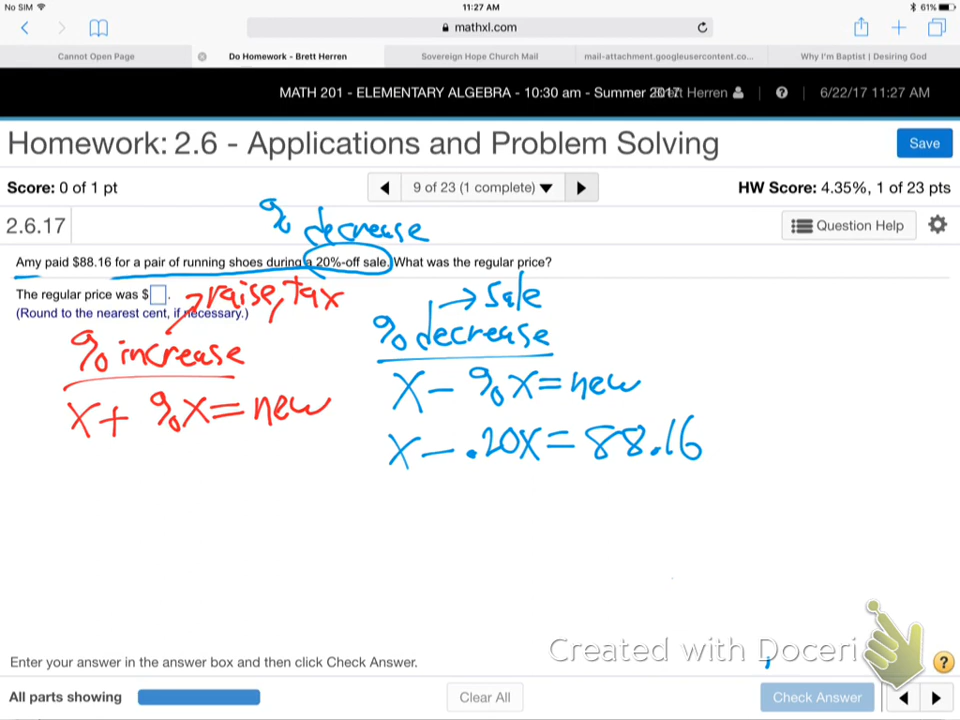 No SIM 11:27 AM 61%
mathxl.com
Cannot Open Page Do Homework - Brett Herren Sovereign Hope Church Mail mail-attachment.googleusercontent.co... Why I'm Baptist | Desiring God
MATH 201 - ELEMENTARY ALGEBRA - 10:30 am - Summer 2017 Brett Herren 6/22/17 11:27 AM
Homework: 2.6 - Applications and Problem Solving Save
Score: 0 of 1 pt 9 of 23 (1 complete) HW Score: 4.35%, 1 of 23 pts
2.6.17 Question Help
% decrease
Amy paid $88.16 for a pair of running shoes during a 20%-off sale. What was the regular price?
The regular price was $ .
→ raise, tax
→ Sale
(Round to the nearest cent, if necessary.)
% increase
% decrease
x + %x = new
x - %x = new
x - .20x = 88.16
Created with Doceri
Enter your answer in the answer box and then click Check Answer. ?
All parts showing Clear All Check Answer